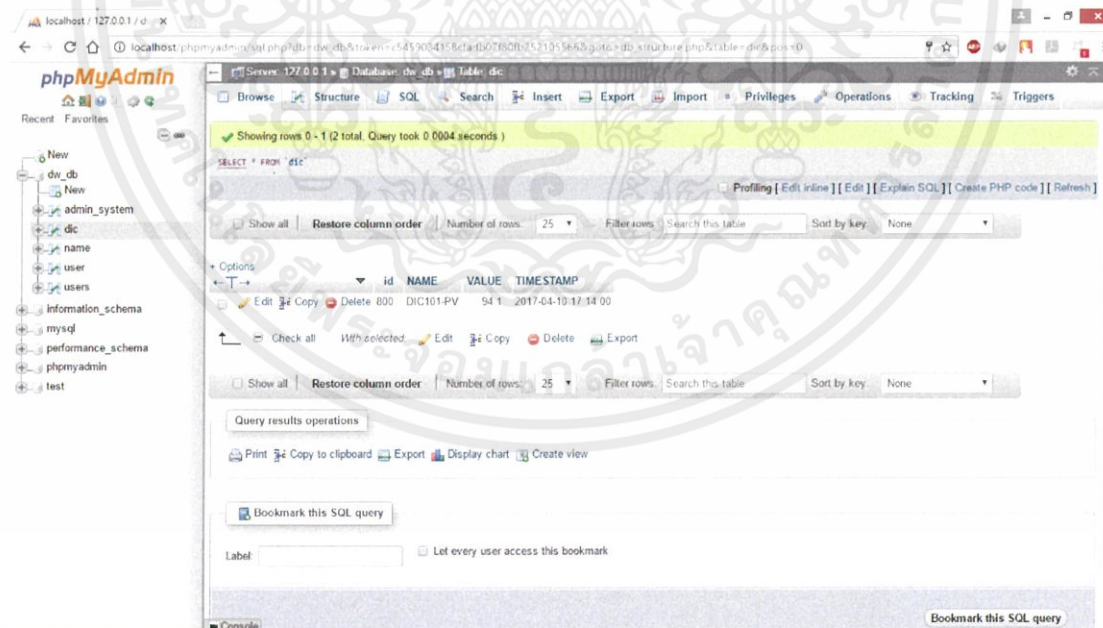 localhost / 127.0.0.1 / d
phpMyAdmin
Recent Favorites
New
dw_db
New
admin_system
dic
name
user
users
information_schema
mysql
performance_schema
phpmyadmin
test
Server: 127.0.0.1 » Database: dw_db » Table: dic
Browse Structure SQL Search Insert Export Import Privileges Operations Tracking Triggers
Showing rows 0 - 1 (2 total, Query took 0.0004 seconds.)
SELECT * FROM `dic`
Profiling [ Edit inline ] [ Edit ] [ Explain SQL ] [ Create PHP code ] [ Refresh ]
Show all Restore column order Number of rows: 25 Filter rows: Search this table Sort by key: None
+ Options
←T→ id NAME VALUE TIMESTAMP
Edit Copy Delete 800 DIC101-PV 94.1 2017-04-10 17:14:00
Check all With selected: Edit Copy Delete Export
Show all Restore column order Number of rows: 25 Filter rows: Search this table Sort by key: None
Query results operations
Print Copy to clipboard Export Display chart Create view
Bookmark this SQL query
Label: Let every user access this bookmark
Bookmark this SQL query
Console